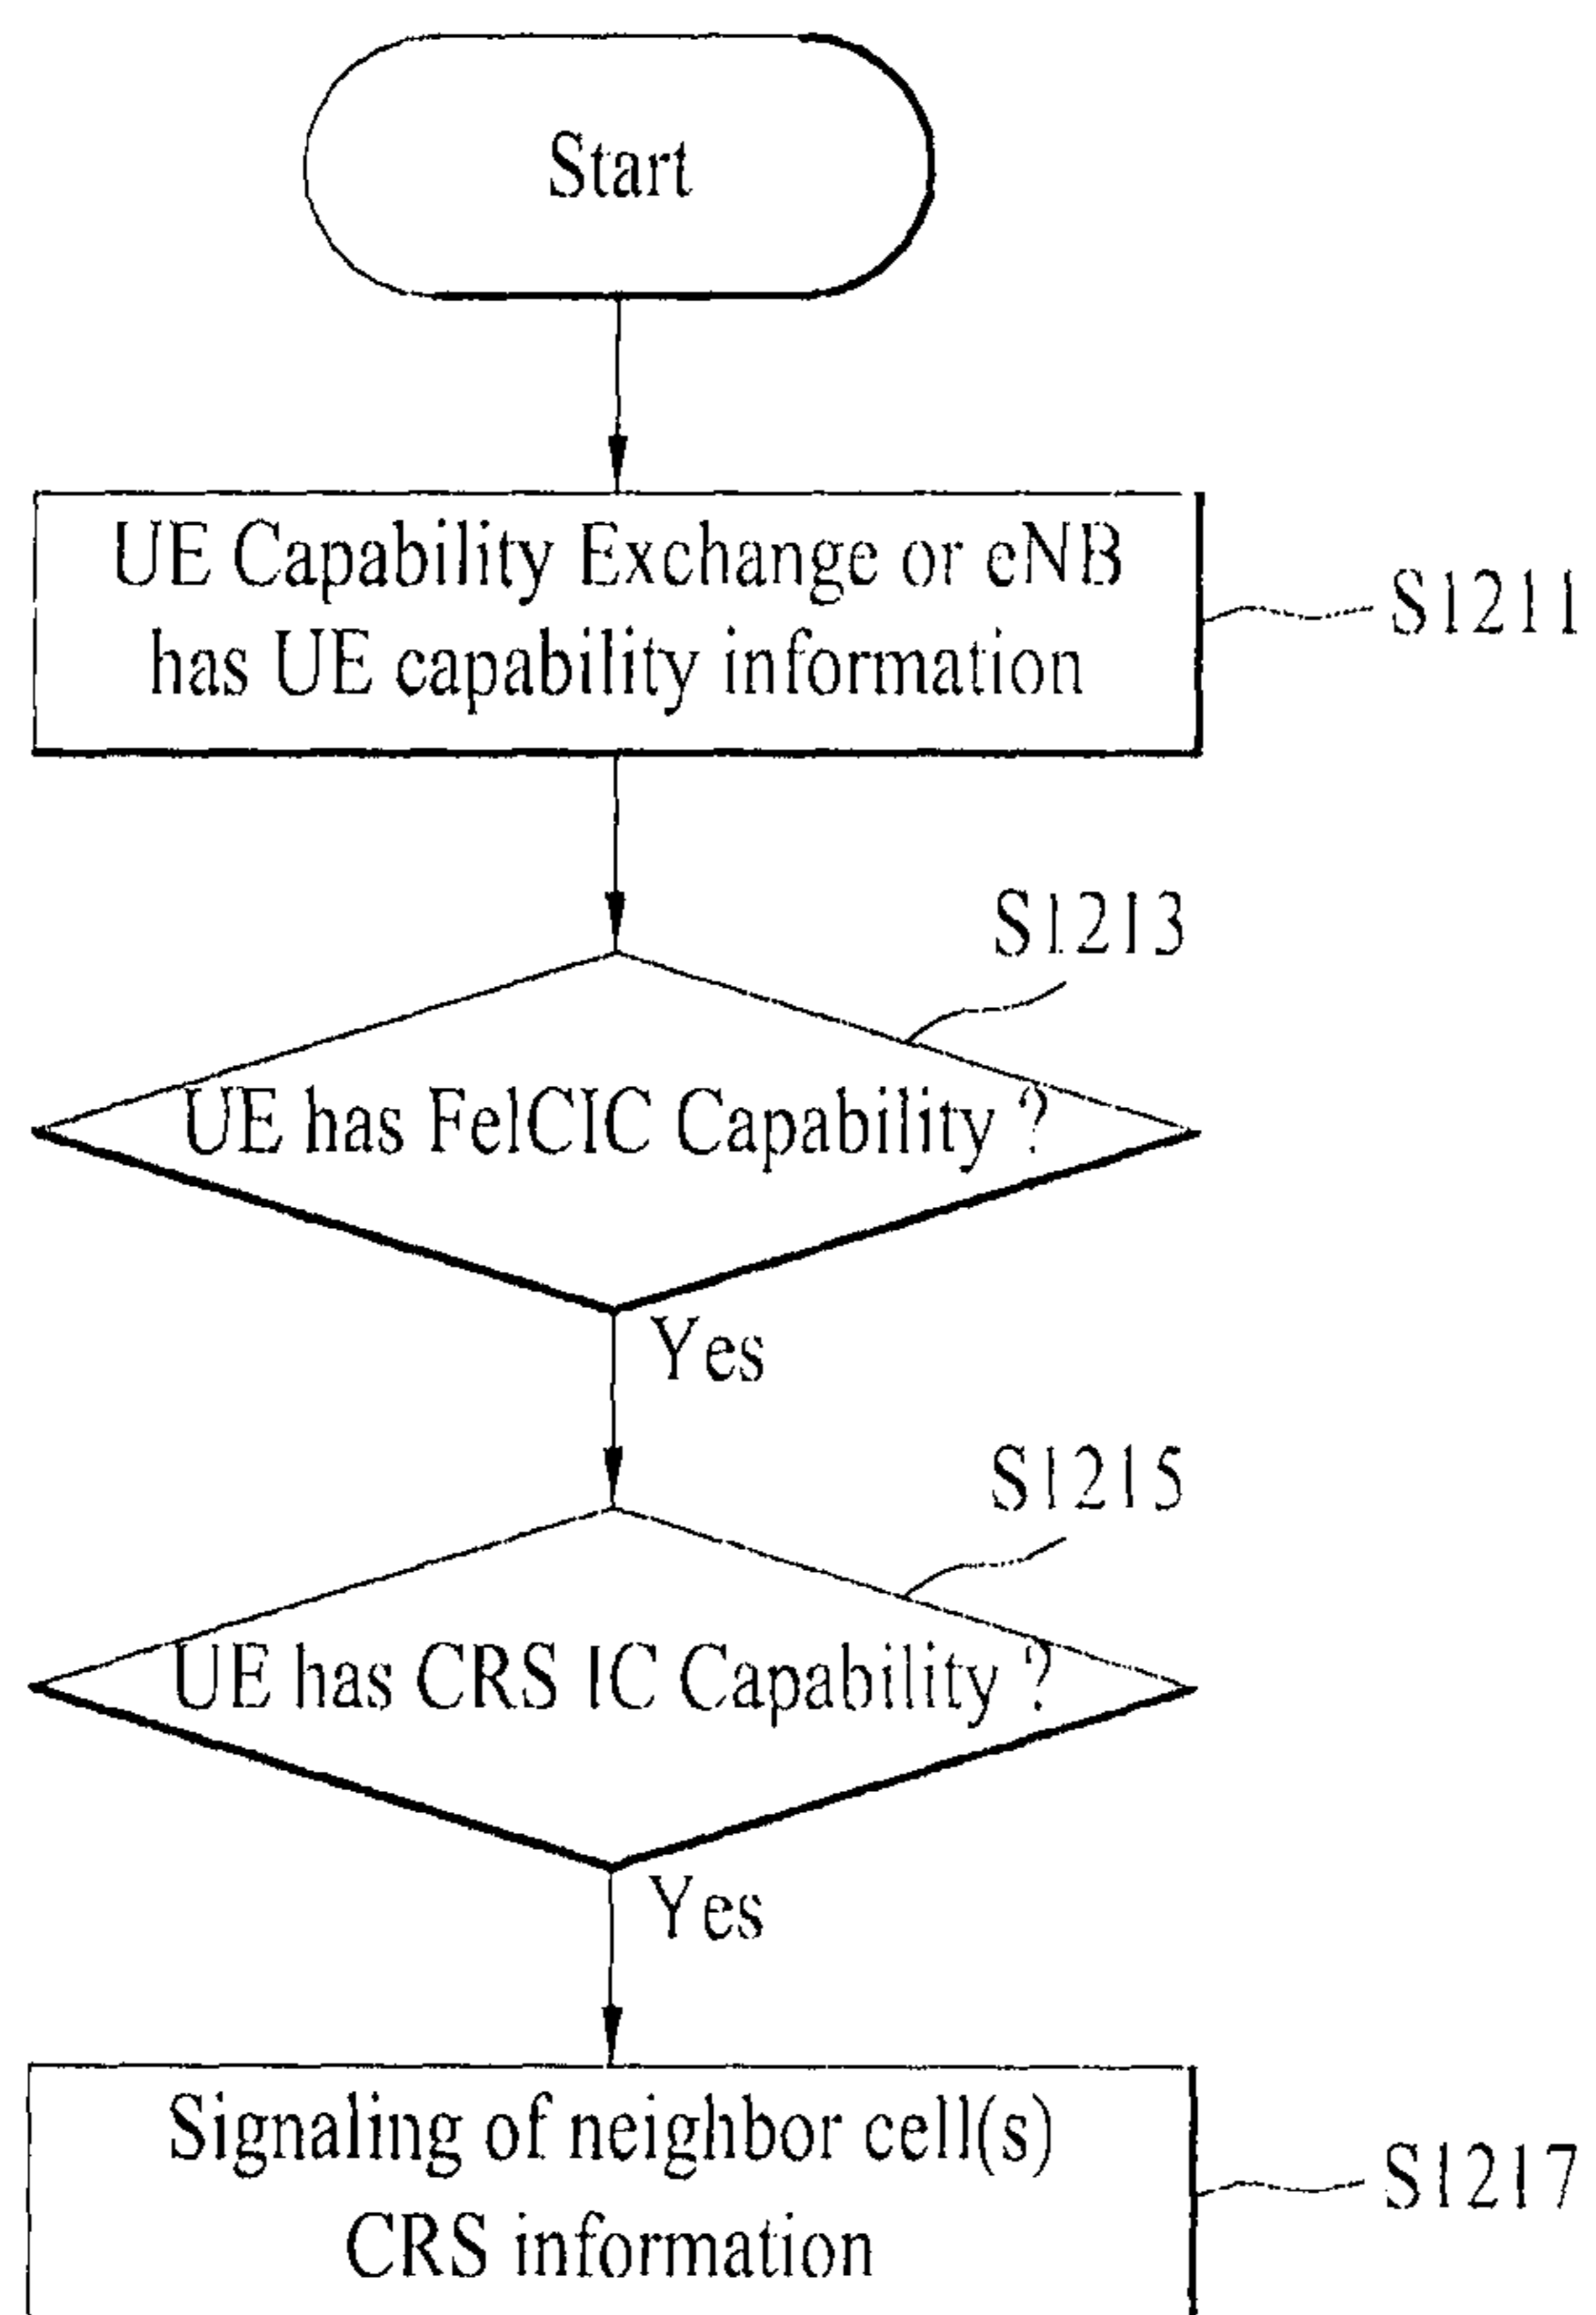 Start
UE Capability Exchange or eNB
has UE capability information
S1211
S1213
UE has FeICIC Capability ?
Yes
S1215
UE has CRS IC Capability ?
Yes
Signaling of neighbor cell(s)
CRS information
S1217